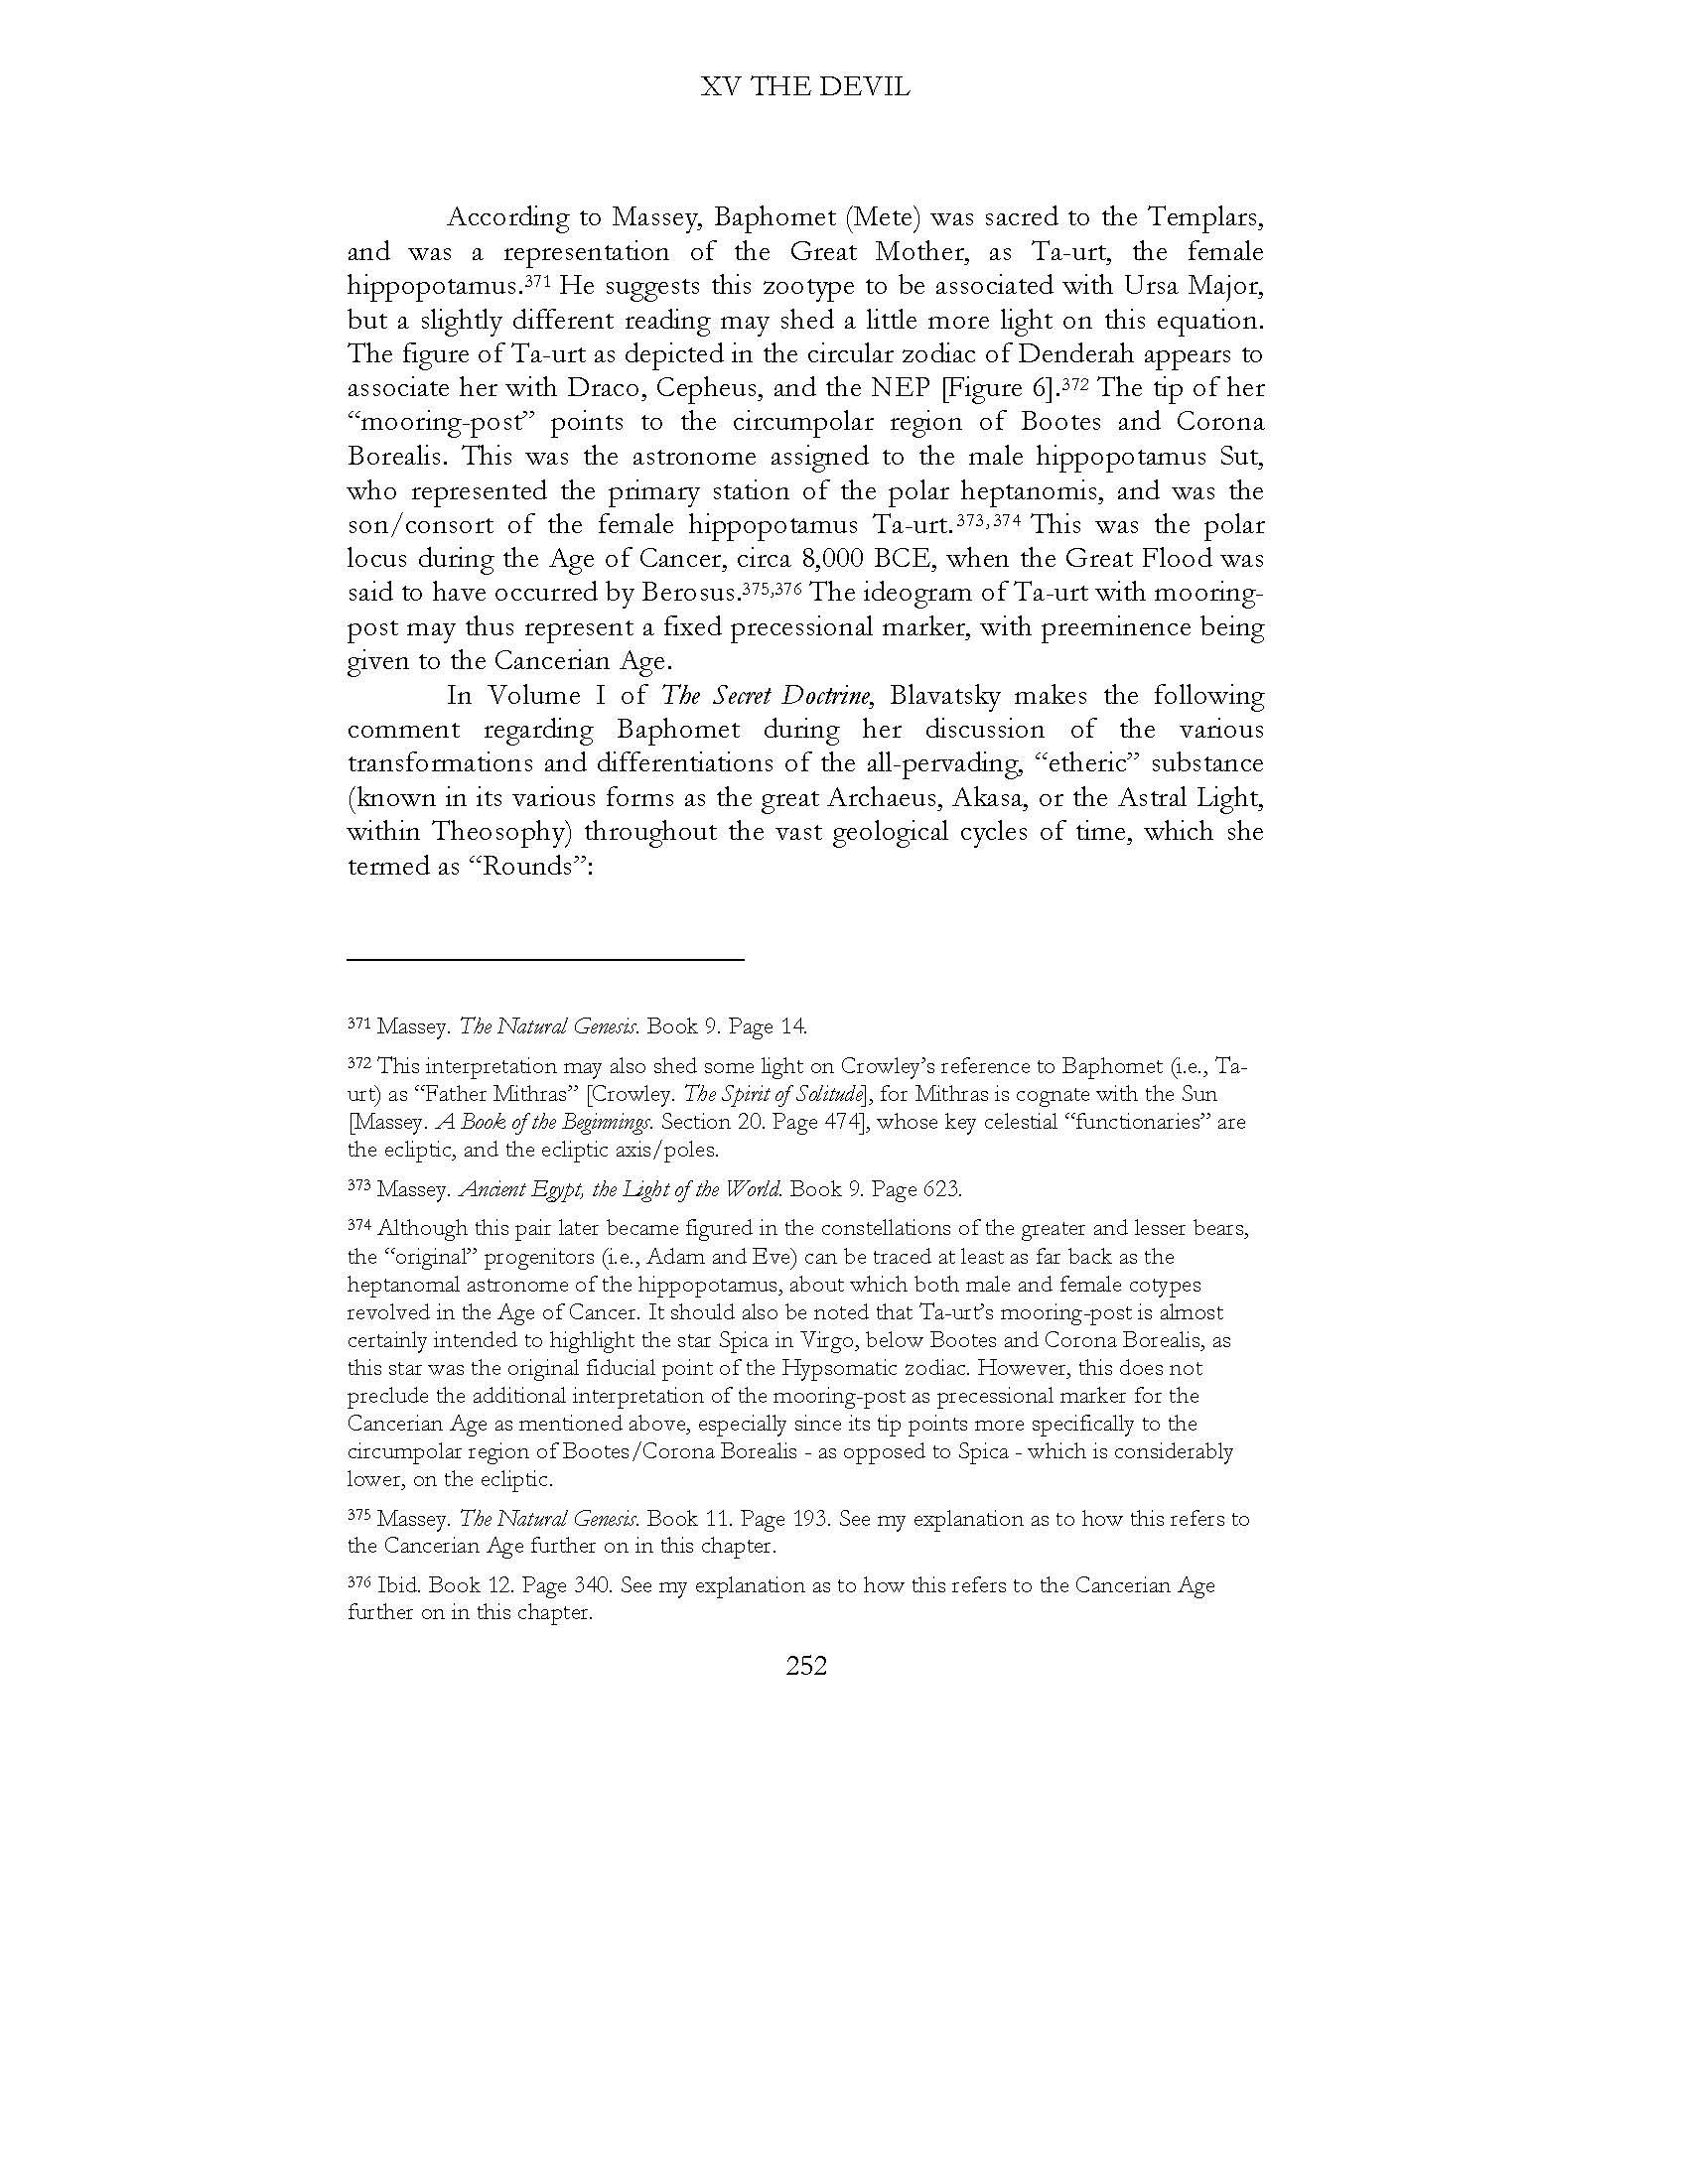 XV THE DEVIL
According to Massey, Baphomet (Mete) was sacred to the Templars,
and was a representation of the Great Mother, as Ta-urt, the female
hippopotamus.³⁷¹ He suggests this zootype to be associated with Ursa Major,
but a slightly different reading may shed a little more light on this equation.
The figure of Ta-urt as depicted in the circular zodiac of Denderah appears to
associate her with Draco, Cepheus, and the NEP [Figure 6].³⁷² The tip of her
“mooring-post” points to the circumpolar region of Bootes and Corona
Borealis. This was the astronome assigned to the male hippopotamus Sut,
who represented the primary station of the polar heptanomis, and was the
son/consort of the female hippopotamus Ta-urt.³⁷³,³⁷⁴ This was the polar
locus during the Age of Cancer, circa 8,000 BCE, when the Great Flood was
said to have occurred by Berosus.³⁷⁵,³⁷⁶ The ideogram of Ta-urt with mooring-
post may thus represent a fixed precessional marker, with preeminence being
given to the Cancerian Age.
In Volume I of The Secret Doctrine, Blavatsky makes the following
comment regarding Baphomet during her discussion of the various
transformations and differentiations of the all-pervading, “etheric” substance
(known in its various forms as the great Archaeus, Akasa, or the Astral Light,
within Theosophy) throughout the vast geological cycles of time, which she
termed as “Rounds”:
³⁷¹ Massey. The Natural Genesis. Book 9. Page 14.
³⁷² This interpretation may also shed some light on Crowley’s reference to Baphomet (i.e., Ta-
urt) as “Father Mithras” [Crowley. The Spirit of Solitude], for Mithras is cognate with the Sun
[Massey. A Book of the Beginnings. Section 20. Page 474], whose key celestial “functionaries” are
the ecliptic, and the ecliptic axis/poles.
³⁷³ Massey. Ancient Egypt, the Light of the World. Book 9. Page 623.
³⁷⁴ Although this pair later became figured in the constellations of the greater and lesser bears,
the “original” progenitors (i.e., Adam and Eve) can be traced at least as far back as the
heptanomal astronome of the hippopotamus, about which both male and female cotypes
revolved in the Age of Cancer. It should also be noted that Ta-urt’s mooring-post is almost
certainly intended to highlight the star Spica in Virgo, below Bootes and Corona Borealis, as
this star was the original fiducial point of the Hypsomatic zodiac. However, this does not
preclude the additional interpretation of the mooring-post as precessional marker for the
Cancerian Age as mentioned above, especially since its tip points more specifically to the
circumpolar region of Bootes/Corona Borealis - as opposed to Spica - which is considerably
lower, on the ecliptic.
³⁷⁵ Massey. The Natural Genesis. Book 11. Page 193. See my explanation as to how this refers to
the Cancerian Age further on in this chapter.
³⁷⁶ Ibid. Book 12. Page 340. See my explanation as to how this refers to the Cancerian Age
further on in this chapter.
252